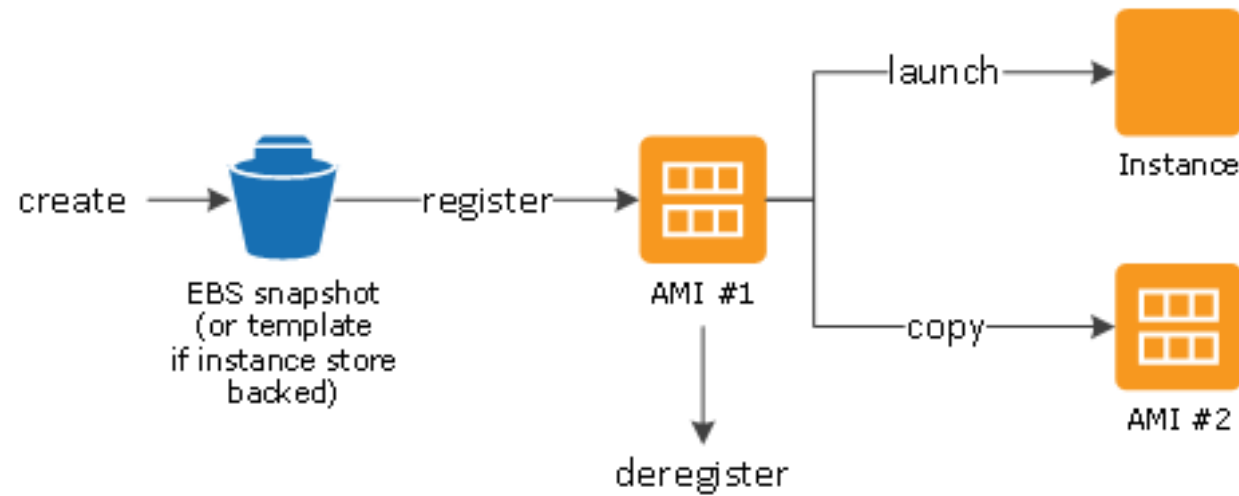 launch
Instance
create
register
EBS snapshot
(or template
if instance store
backed)
AMI #1
copy
AMI #2
deregister